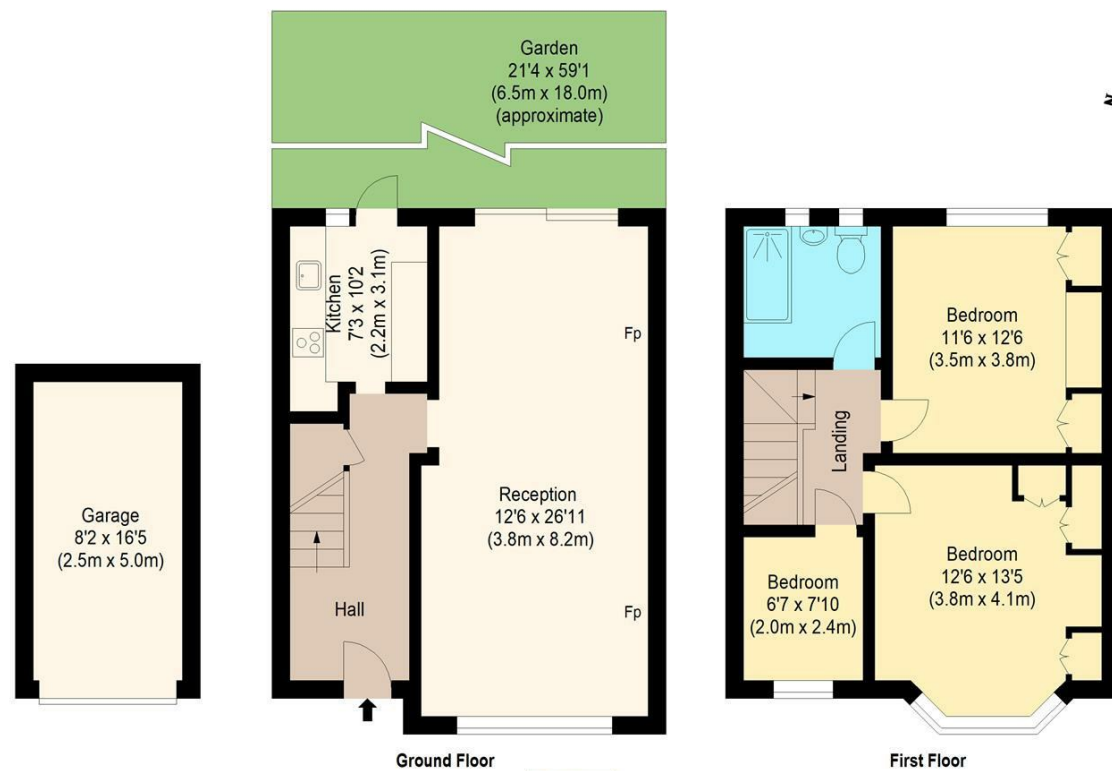 Garden
21'4 x 59'1
(6.5m x 18.0m)
(approximate)
N
Kitchen
7'3 x 10'2
(2.2m x 3.1m)
Fp
Reception
12'6 x 26'11
(3.8m x 8.2m)
Fp
Hall
Garage
8'2 x 16'5
(2.5m x 5.0m)
Bedroom
11'6 x 12'6
(3.5m x 3.8m)
Landing
Bedroom
12'6 x 13'5
(3.8m x 4.1m)
Bedroom
6'7 x 7'10
(2.0m x 2.4m)
Ground Floor
First Floor